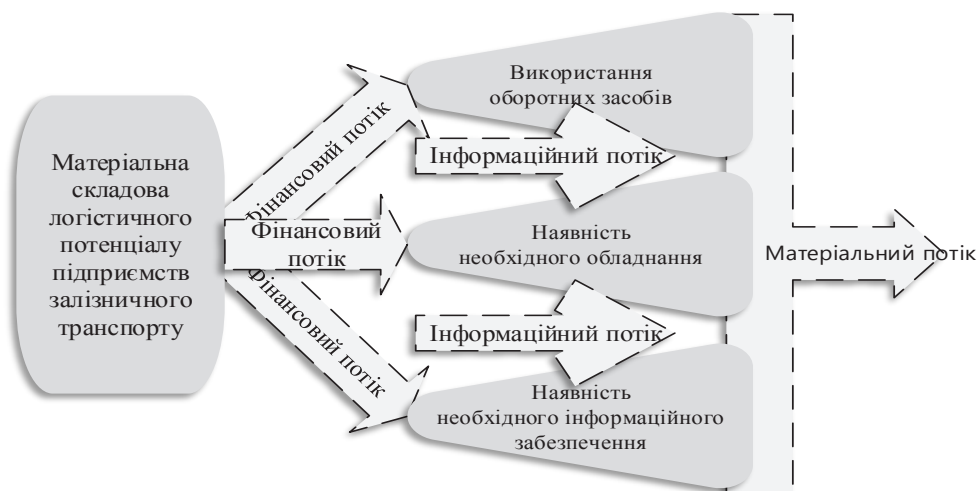 Матеріальна
складова
логістичного
потенціалу
підприємств
залізничного
транспорту
Фінансовий потік
Фінансовий
потік
Фінансовий потік
Використання
оборотних засобів
Інформаційний потік
Наявність
необхідного обладнання
Інформаційний потік
Наявність
необхідного інформаційного
забезпечення
Матеріальний потік